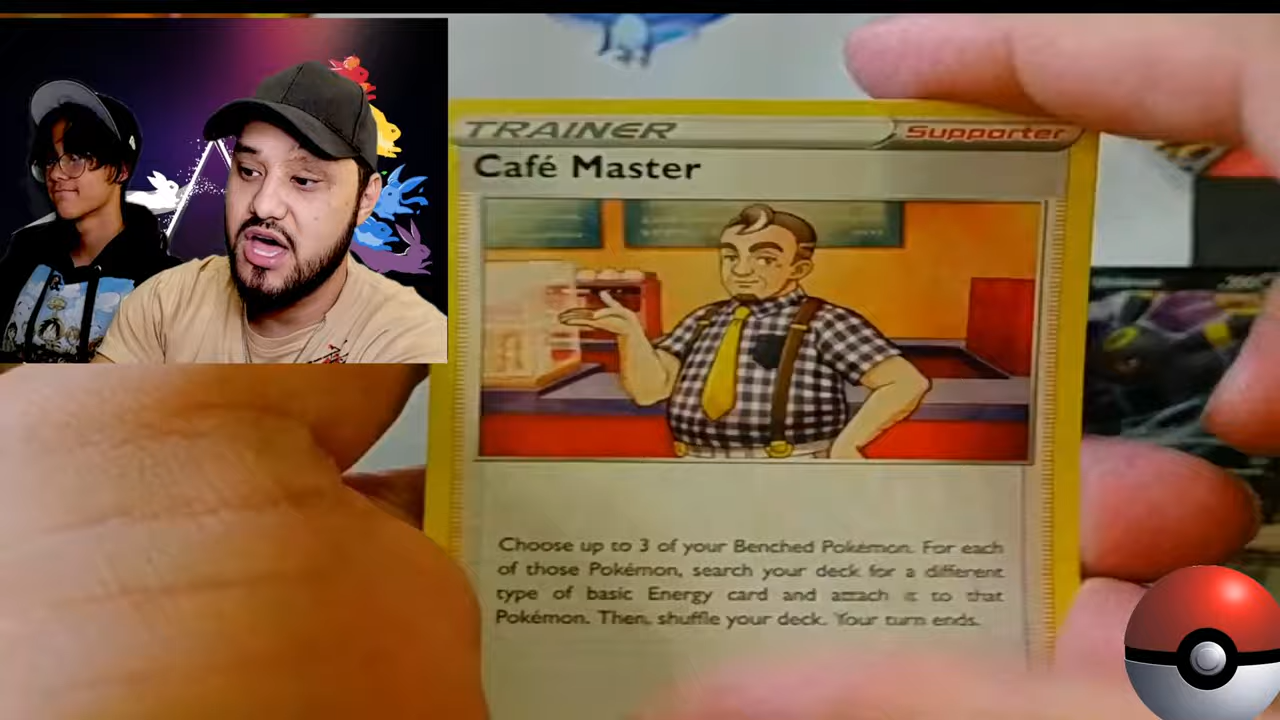 TRAINER
Supporter
Café Master
Choose up to 3 of your Benched Pokémon. For each
of those Pokémon, search your deck for a different
type of basic Energy card and attach it to that
Pokémon. Then, shuffle your deck. Your turn ends.